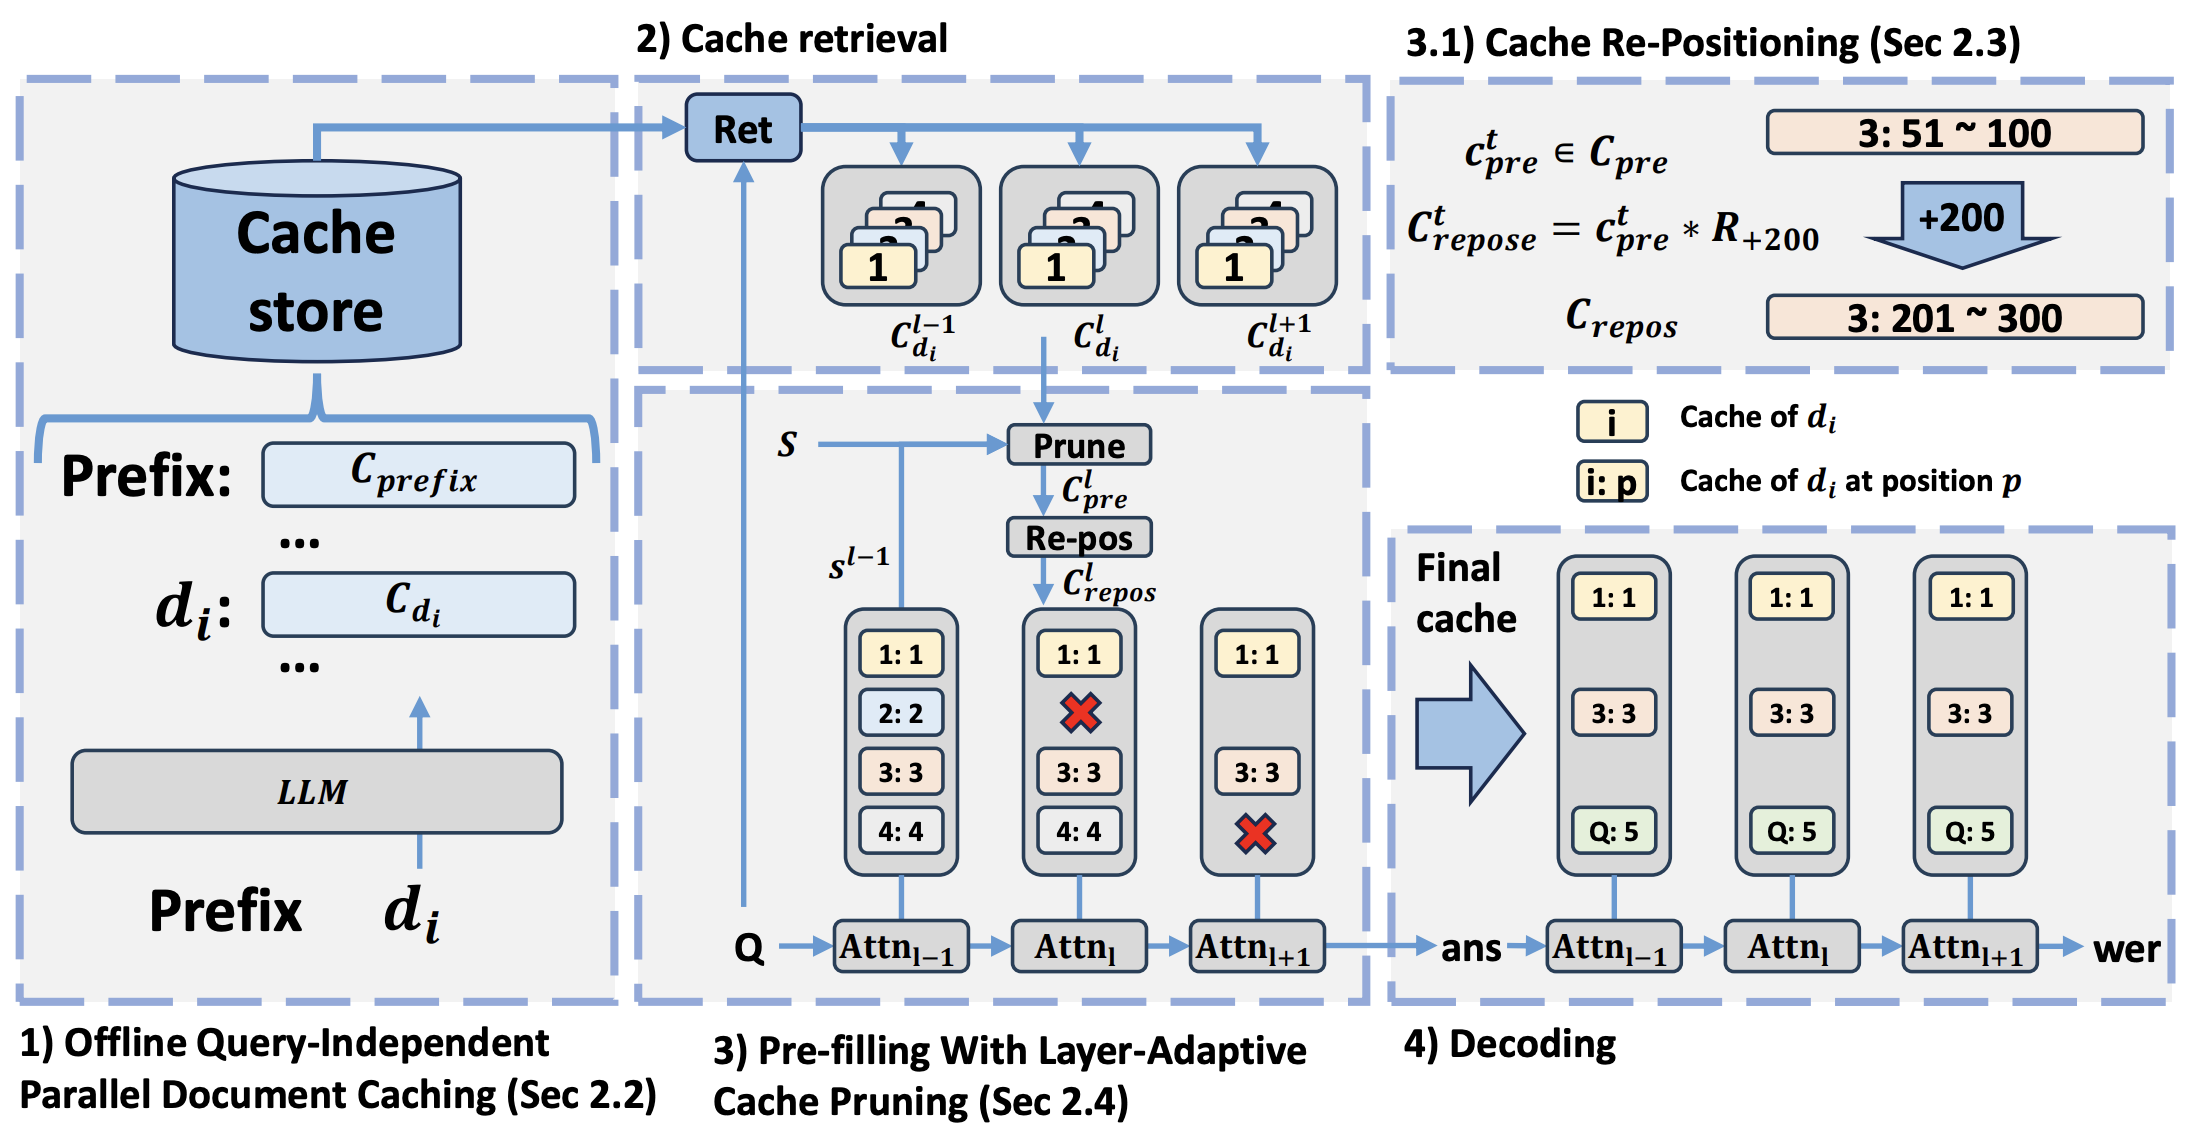 2) Cache retrieval
3.1) Cache Re-Positioning (Sec 2.3)
Cache
store
Prefix: C_prefix
...
d_i: C_{d_i}
...
LLM
Prefix d_i
1) Offline Query-Independent
Parallel Document Caching (Sec 2.2)
Ret
1 1 1
C_{d_i}^{l-1} C_{d_i}^{l} C_{d_i}^{l+1}
S
Prune
C_{pre}^{l}
Re-pos
s^{l-1}
C_{repos}^{l}
1: 1 1: 1 1: 1
2: 2
3: 3 3: 3 3: 3
4: 4 4: 4
Q Attn_{l-1} Attn_l Attn_{l+1}
3) Pre-filling With Layer-Adaptive
Cache Pruning (Sec 2.4)
c_{pre}^{t} ∈ C_{pre}
3: 51 ~ 100
C_{repose}^{t} = c_{pre}^{t} * R_{+200}
+200
C_{repos}
3: 201 ~ 300
i Cache of d_i
i: p Cache of d_i at position p
Final
cache
1: 1 1: 1 1: 1
3: 3 3: 3 3: 3
Q: 5 Q: 5 Q: 5
ans Attn_{l-1} Attn_l Attn_{l+1} wer
4) Decoding